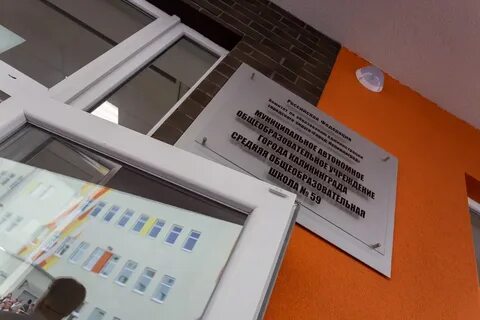 Российская Федерация
МУНИЦИПАЛЬНОЕ АВТОНОМНОЕ
ОБЩЕОБРАЗОВАТЕЛЬНОЕ УЧРЕЖДЕНИЕ
ГОРОДА КАЛИНИНГРАДА
СРЕДНЯЯ ОБЩЕОБРАЗОВАТЕЛЬНАЯ
ШКОЛА № 59